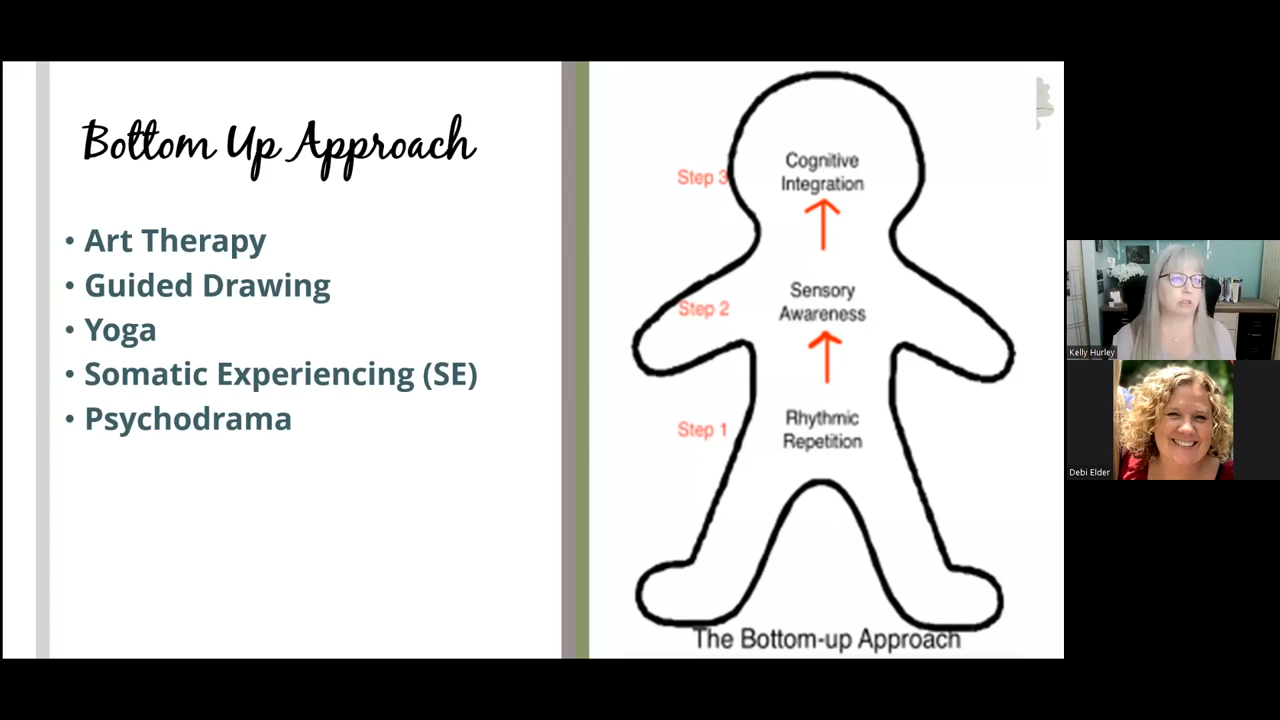 Bottom Up Approach
• Art Therapy
• Guided Drawing
• Yoga
• Somatic Experiencing (SE)
• Psychodrama
Step 3
Cognitive
Integration
Step 2
Sensory
Awareness
Step 1
Rhythmic
Repetition
The Bottom-up Approach
Kelly Hurley
Debi Elder